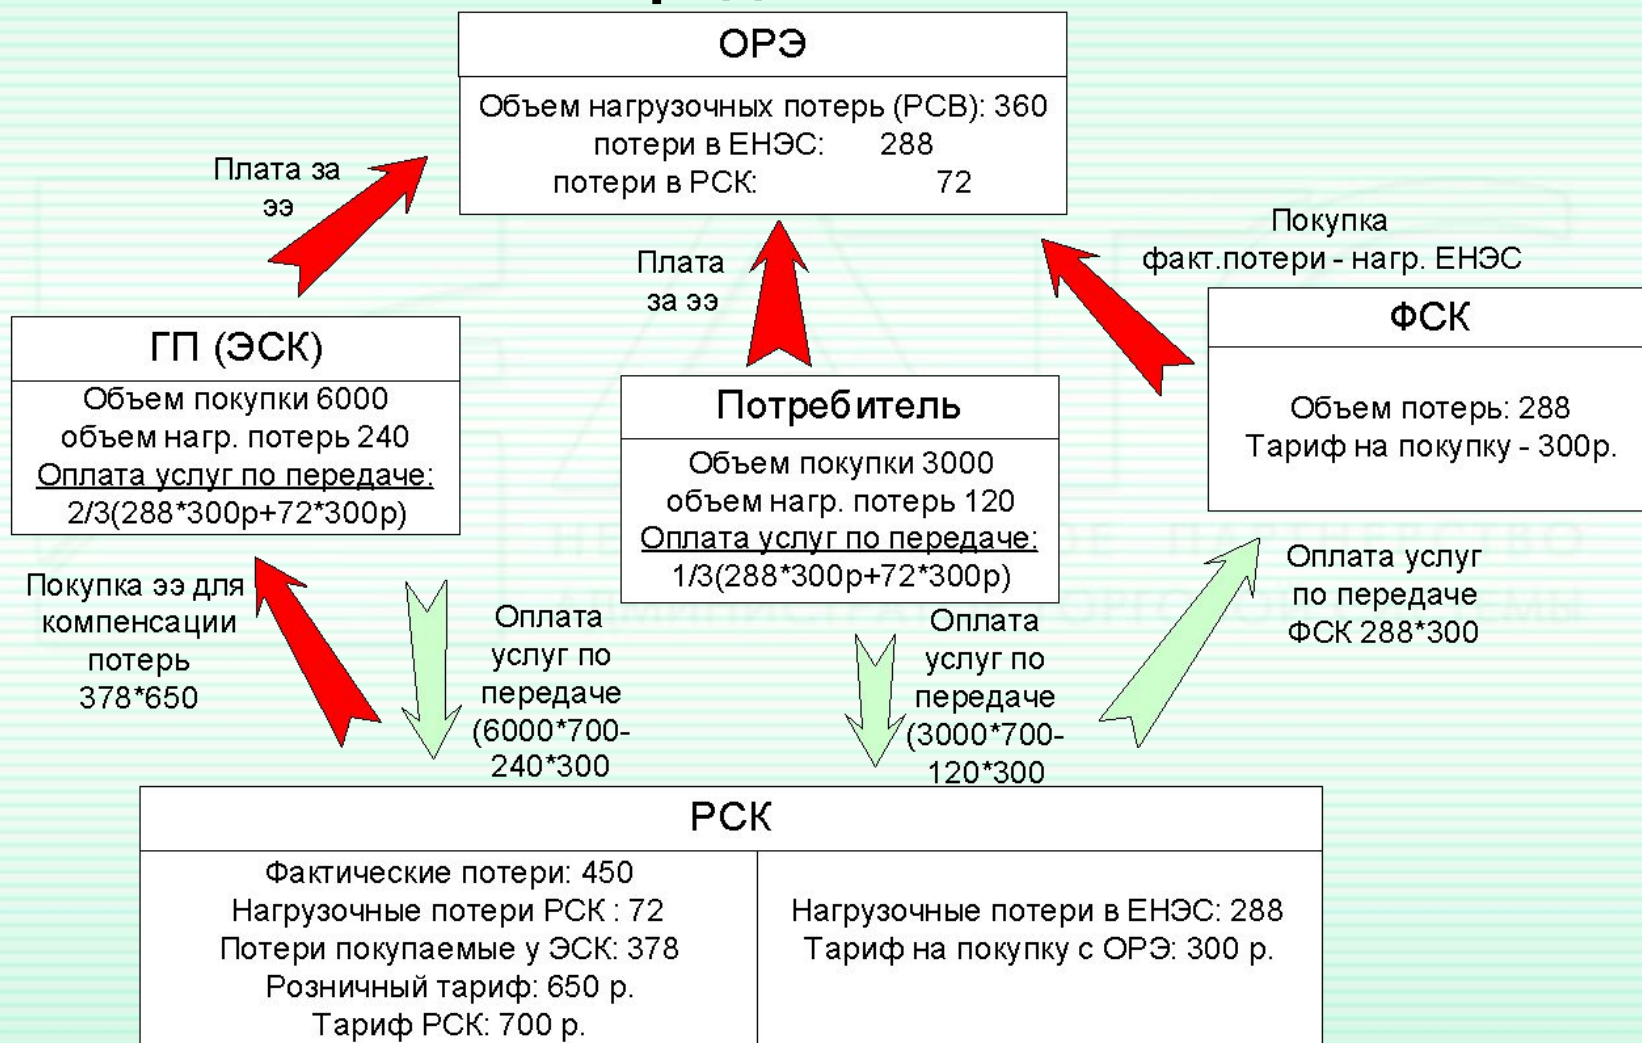 ОРЭ
Объем нагрузочных потерь (РСВ): 360
потери в ЕНЭС: 288
потери в РСК: 72
Плата за
ээ
Плата
за ээ
Покупка
факт.потери - нагр. ЕНЭС
ГП (ЭСК)
Объем покупки 6000
объем нагр. потерь 240
Оплата услуг по передаче:
2/3(288*300р+72*300р)
Потребитель
Объем покупки 3000
объем нагр. потерь 120
Оплата услуг по передаче:
1/3(288*300р+72*300р)
ФСК
Объем потерь: 288
Тариф на покупку - 300р.
Покупка ээ для
компенсации
потерь
378*650
Оплата
услуг по
передаче
(6000*700-
240*300
Оплата
услуг по
передаче
(3000*700-
120*300
Оплата услуг
по передаче
ФСК 288*300
РСК
Фактические потери: 450
Нагрузочные потери РСК : 72
Потери покупаемые у ЭСК: 378
Розничный тариф: 650 р.
Тариф РСК: 700 р.
Нагрузочные потери в ЕНЭС: 288
Тариф на покупку с ОРЭ: 300 р.